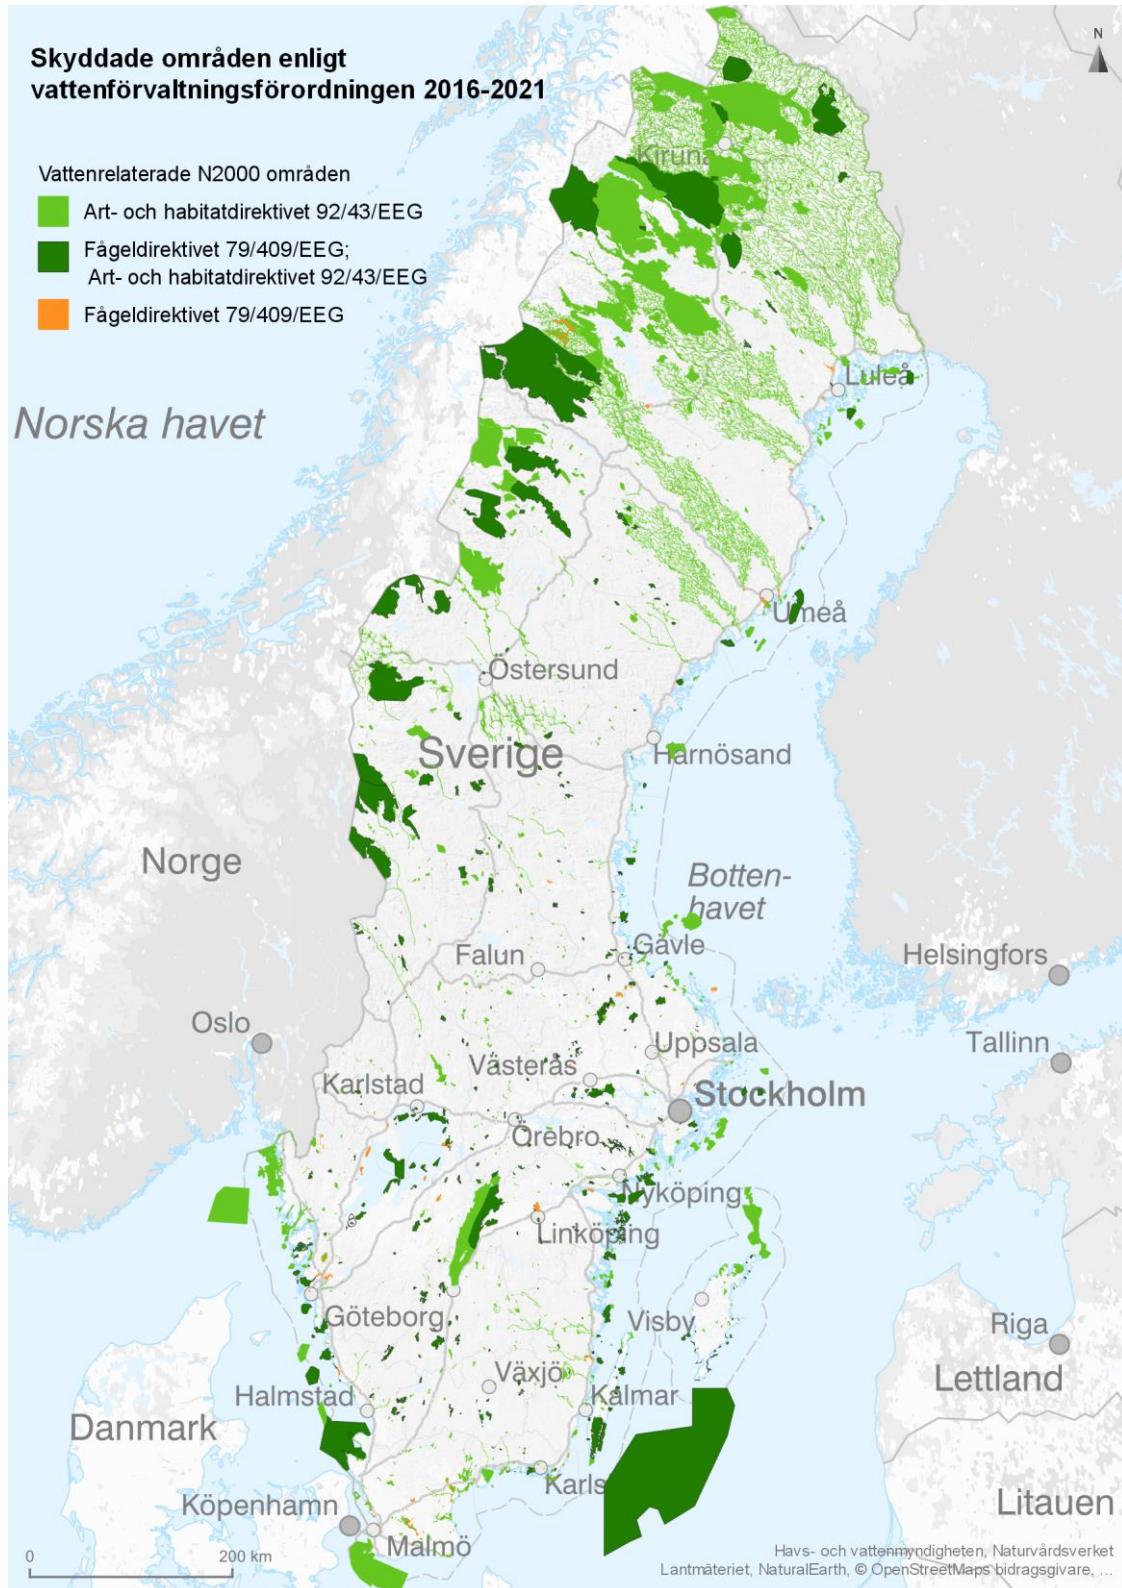 Skyddade områden enligt
vattenförvaltningsförordningen 2016-2021
N
Vattenrelaterade N2000 områden
Art- och habitatdirektivet 92/43/EEG
Fågeldirektivet 79/409/EEG;
Art- och habitatdirektivet 92/43/EEG
Fågeldirektivet 79/409/EEG
Kiruna
Luleå
Norska havet
Umeå
Östersund
Sverige
Härnösand
Norge
Botten-
havet
Gävle
Falun
Helsingfors
Oslo
Uppsala
Tallinn
Västerås
Karlstad
Stockholm
Örebro
Nyköping
Linköping
Göteborg
Visby
Riga
Växjö
Lettland
Halmstad
Kalmar
Danmark
Karls
Köpenhamn
Litauen
Malmö
0 200 km
Havs- och vattenmyndigheten, Naturvårdsverket
Lantmäteriet, NaturalEarth, © OpenStreetMaps bidragsgivare, ...